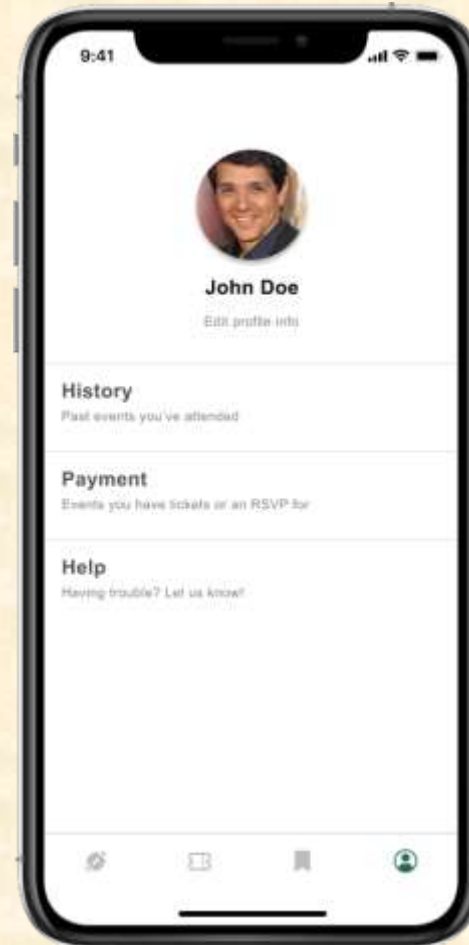 9:41
John Doe
Edit profile info
History
Past events you've attended
Payment
Events you have tickets or an RSVP for
Help
Having trouble? Let us know!